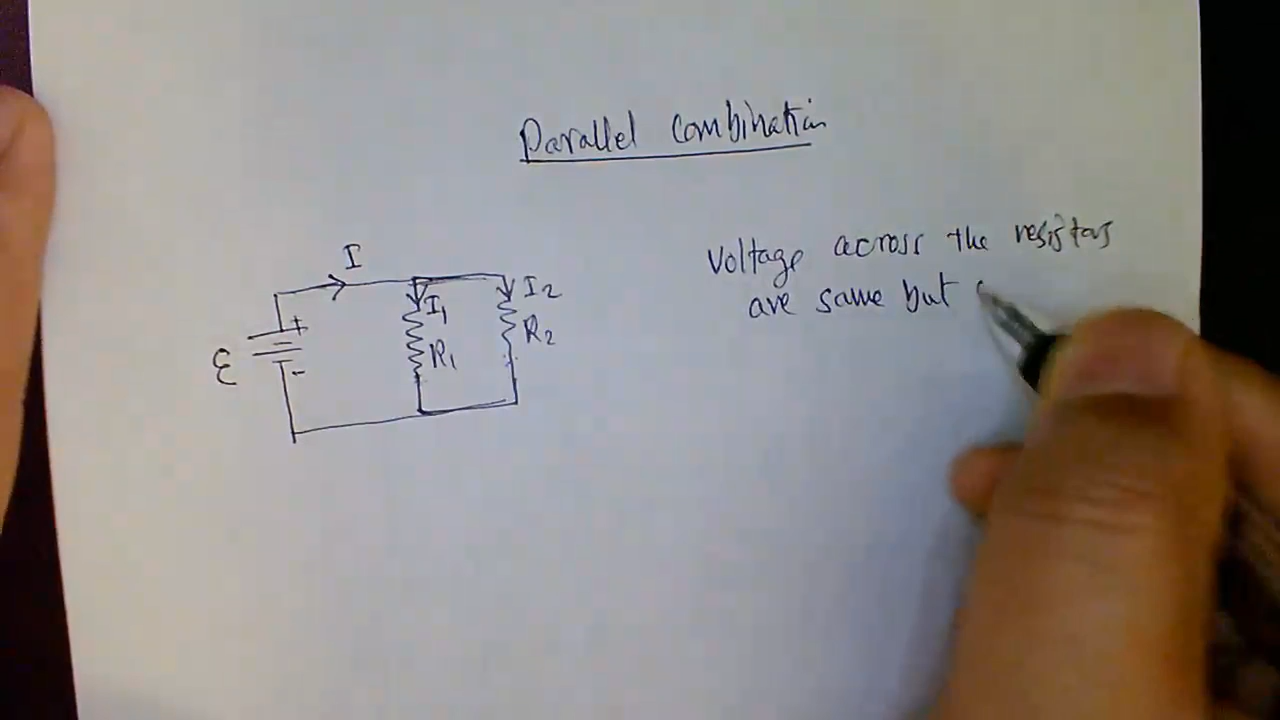 Parallel Combination
Voltage across the resistors
are same but
I
I1
I2
R1
R2
ε
+
-